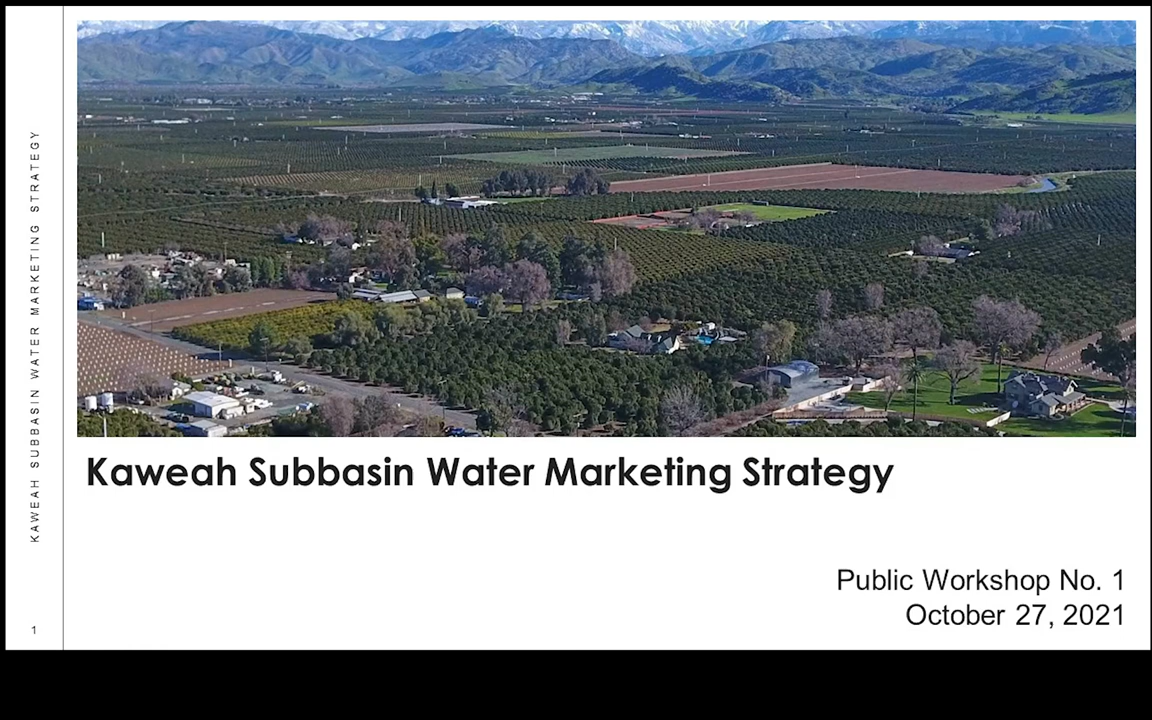 KAWEAH SUBBASIN WATER MARKETING STRATEGY
Kaweah Subbasin Water Marketing Strategy
Public Workshop No. 1
October 27, 2021
1